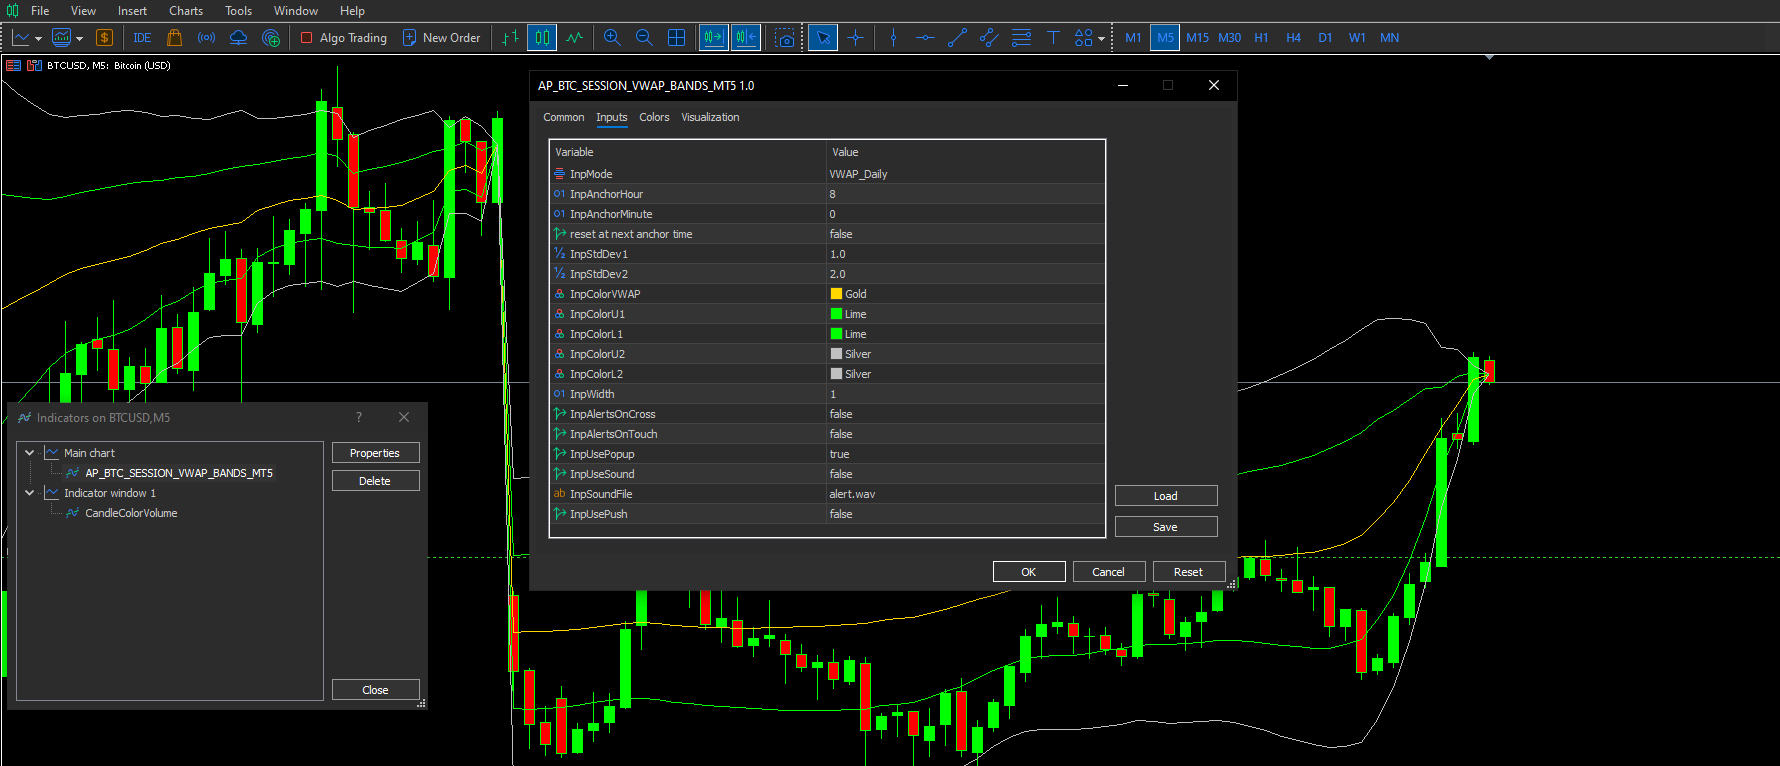 File View Insert Charts Tools Window Help
IDE Algo Trading New Order M1 M5 M15 M30 H1 H4 D1 W1 MN
BTCUSD, M5: Bitcoin (USD)
AP_BTC_SESSION_VWAP_BANDS_MT5 1.0
Common Inputs Colors Visualization
Variable Value
InpMode VWAP_Daily
InpAnchorHour 8
InpAnchorMinute 0
reset at next anchor time false
InpStdDev1 1.0
InpStdDev2 2.0
InpColorVWAP Gold
InpColorU1 Lime
InpColorL1 Lime
InpColorU2 Silver
InpColorL2 Silver
InpWidth 1
InpAlertsOnCross false
InpAlertsOnTouch false
InpUsePopup true
InpUseSound false
InpSoundFile alert.wav
InpUsePush false
Load
Save
OK Cancel Reset
Indicators on BTCUSD,M5 ?
Main chart
AP_BTC_SESSION_VWAP_BANDS_MT5
Indicator window 1
CandleColorVolume
Properties
Delete
Close